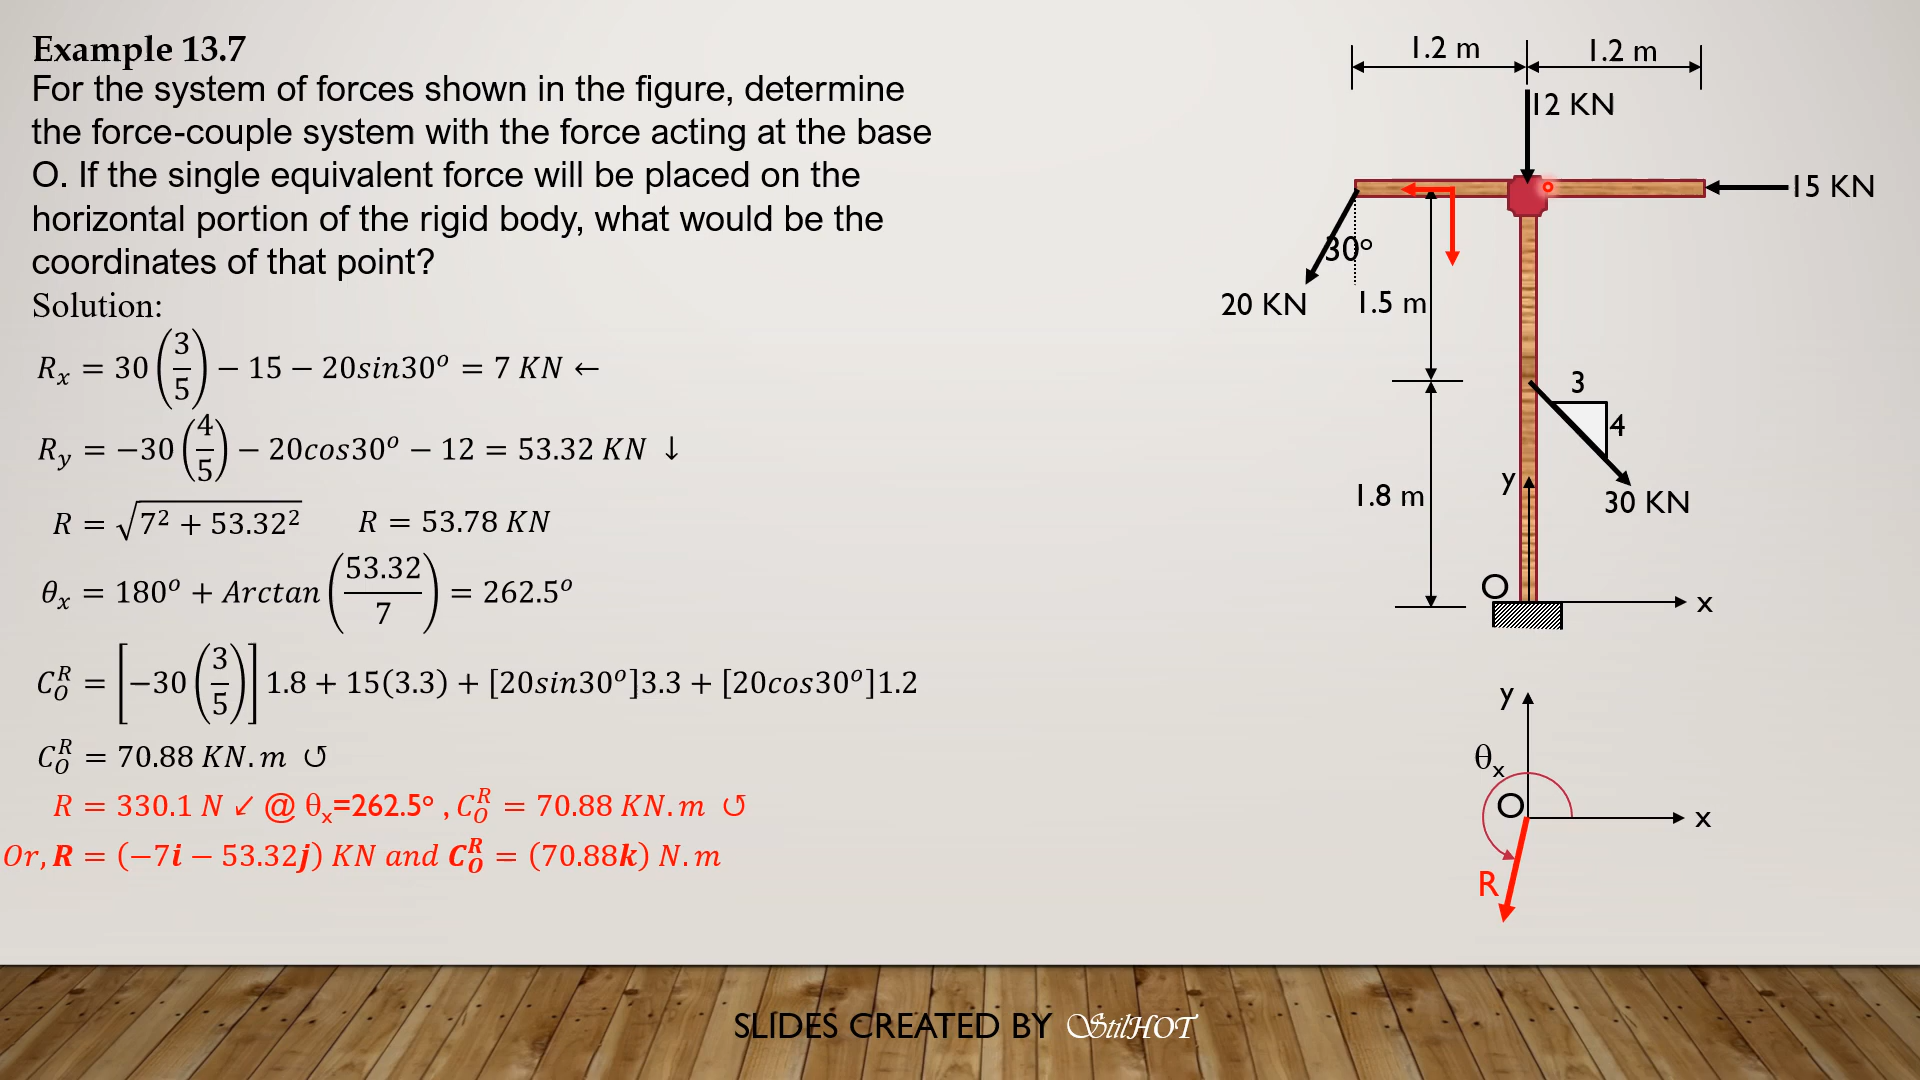 Example 13.7
For the system of forces shown in the figure, determine
the force-couple system with the force acting at the base
O. If the single equivalent force will be placed on the
horizontal portion of the rigid body, what would be the
coordinates of that point?
Solution:
R_x = 30(3/5) − 15 − 20sin30° = 7 KN ←
R_y = −30(4/5) − 20cos30° − 12 = 53.32 KN ↓
R = √(7² + 53.32²) R = 53.78 KN
θ_x = 180° + Arctan(53.32/7) = 262.5°
C_O^R = [−30(3/5)] 1.8 + 15(3.3) + [20sin30°]3.3 + [20cos30°]1.2
C_O^R = 70.88 KN.m ↺
R = 330.1 N ↙ @ θ_x=262.5° , C_O^R = 70.88 KN.m ↺
Or, R = (−7i − 53.32j) KN and C_O^R = (70.88k) N.m
1.2 m
1.2 m
12 KN
15 KN
30°
20 KN
1.5 m
3
4
y
1.8 m
30 KN
O
x
y
θ_x
O
x
R
SLIDES CREATED BY StilHOT